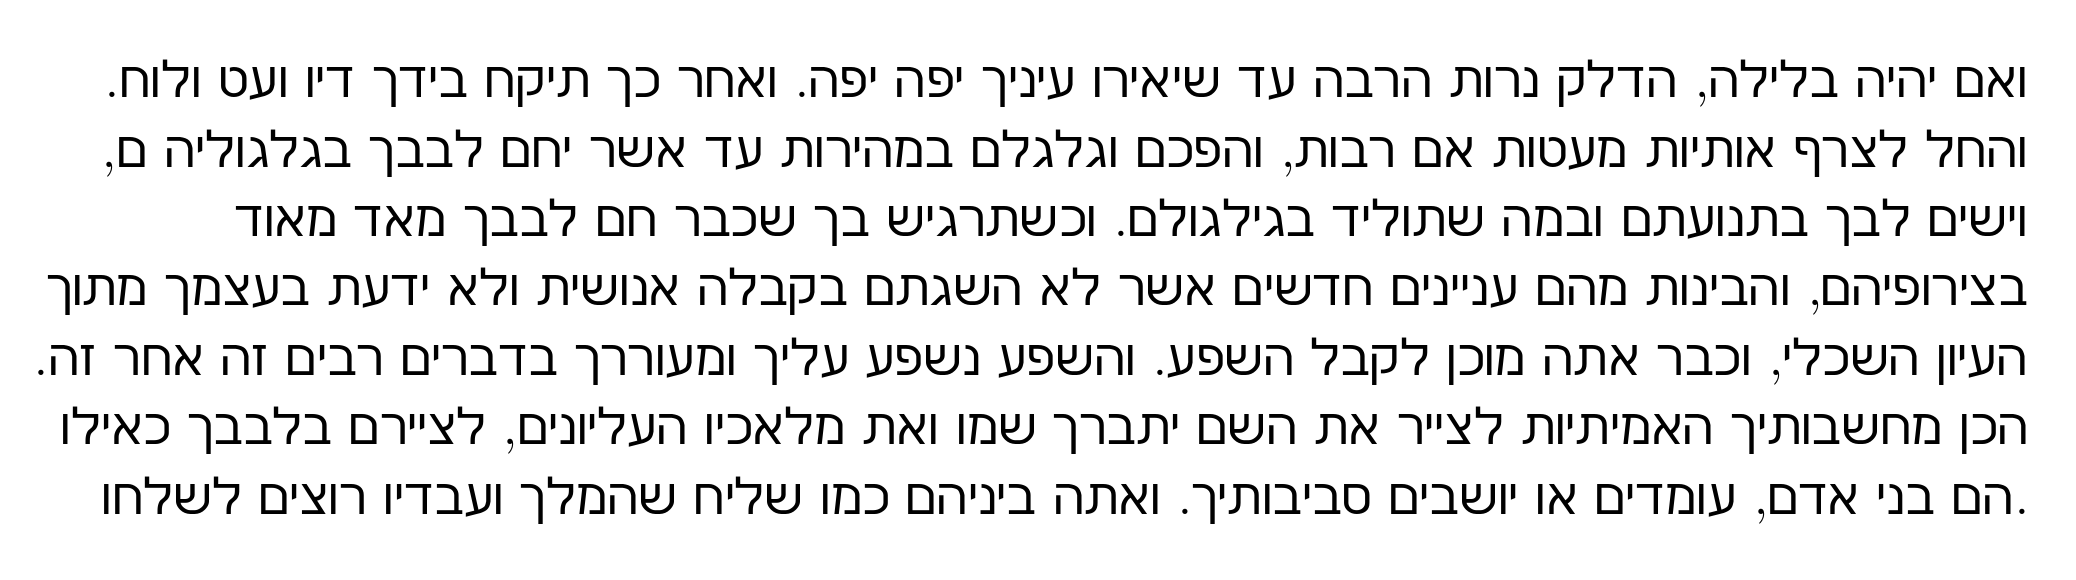 ואם יהיה בלילה, הדלק נרות הרבה עד שיאירו עיניך יפה יפה. ואחר כך תיקח בידך דיו ועט ולוח.
והחל לצרף אותיות מעטות אם רבות, והפכם וגלגלם במהירות עד אשר יחם לבבך בגלגוליה ם,
וישים לבך בתנועתם ובמה שתוליד בגילגולם. וכשתרגיש בך שכבר חם לבבך מאד מאוד
בצירופיהם, והבינות מהם עניינים חדשים אשר לא השגתם בקבלה אנושית ולא ידעת בעצמך מתוך
העיון השכלי, וכבר אתה מוכן לקבל השפע. והשפע נשפע עליך ומעוררך בדברים רבים זה אחר זה.
הכן מחשבותיך האמיתיות לצייר את השם יתברך שמו ואת מלאכיו העליונים, לציירם בלבבך כאילו
.הם בני אדם, עומדים או יושבים סביבותיך. ואתה ביניהם כמו שליח שהמלך ועבדיו רוצים לשלחו